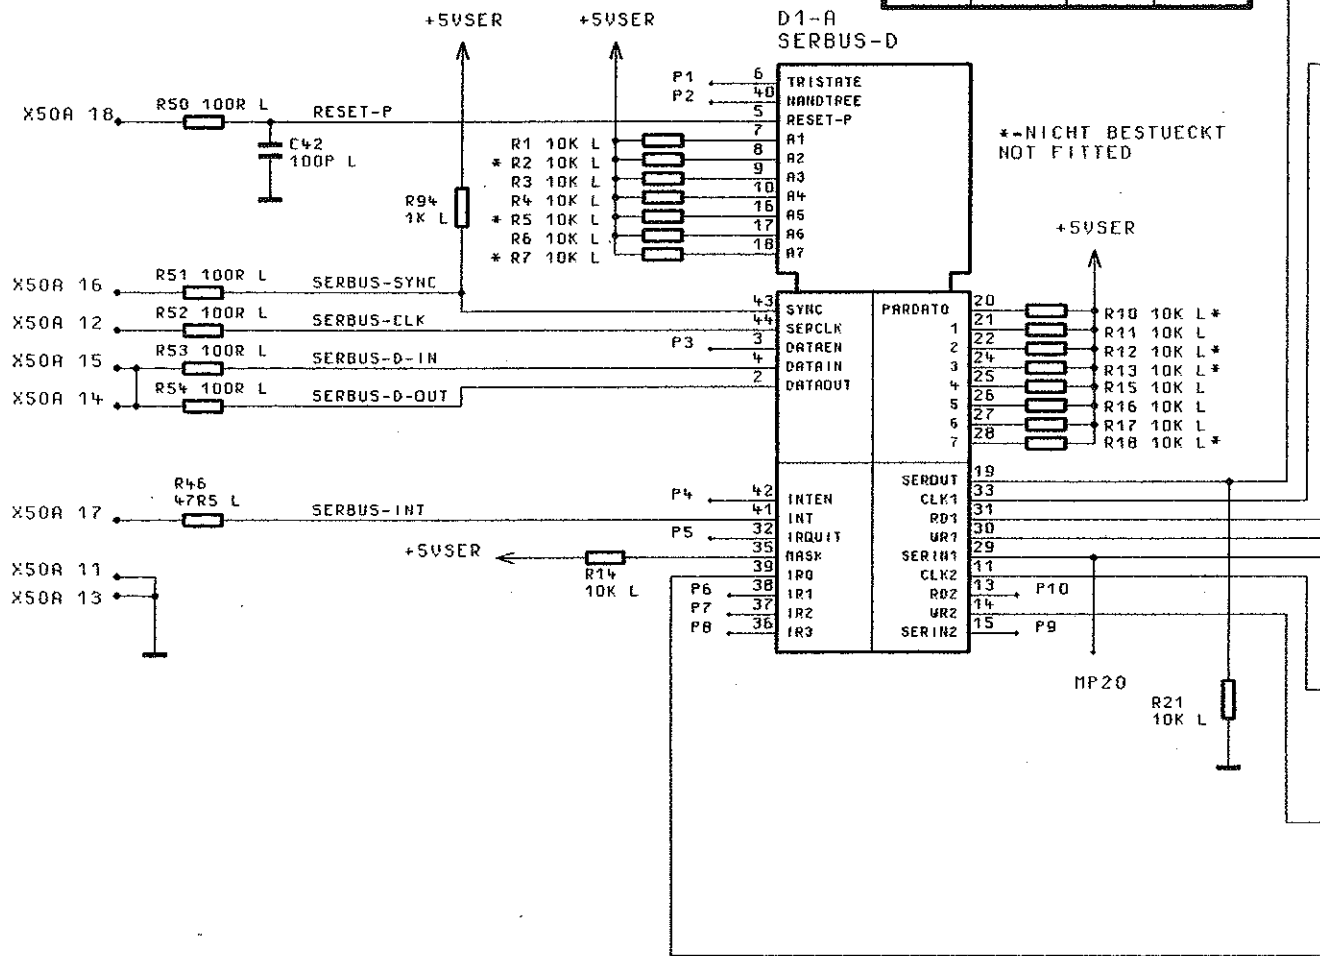 +5VSER
+5VSER
D1-A
SERBUS-D
X50A 18
R50 100R L
RESET-P
C42
100P L
P1
P2
6
40
5
7
8
9
10
16
17
18
TRISTATE
NANDTREE
RESET-P
A1
A2
A3
A4
A5
A6
A7
R1 10K L
* R2 10K L
R3 10K L
R4 10K L
* R5 10K L
R6 10K L
* R7 10K L
*=NICHT BESTUECKT
NOT FITTED
R94
1K L
+5VSER
X50A 16
R51 100R L
SERBUS-SYNC
X50A 12
R52 100R L
SERBUS-CLK
X50A 15
R53 100R L
SERBUS-D-IN
X50A 14
R54 100R L
SERBUS-D-OUT
P3
43
44
3
4
2
SYNC
SERCLK
DATAEN
DATAIN
DATAOUT
PARDAT0
1
2
3
4
5
6
7
20
21
22
24
25
26
27
28
R10 10K L*
R11 10K L
R12 10K L*
R13 10K L*
R15 10K L
R16 10K L
R17 10K L
R18 10K L*
R46
47R5 L
X50A 17
SERBUS-INT
P4
P5
+5VSER
R14
10K L
P6
P7
P8
42
41
32
35
39
38
37
36
INTEN
INT
IRQUIT
MASK
IR0
IR1
IR2
IR3
SEROUT
CLK1
RD1
WR1
SERIN1
CLK2
RD2
WR2
SERIN2
19
33
31
30
29
11
13
14
15
P10
P9
X50A 11
X50A 13
MP20
R21
10K L